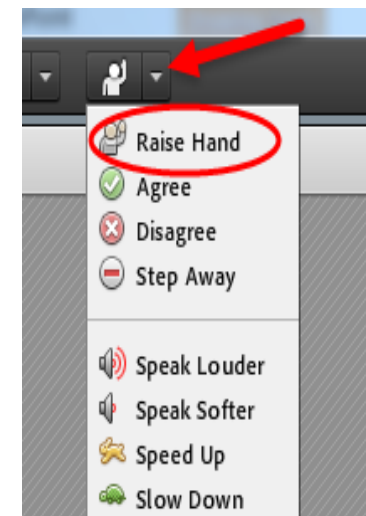 Raise Hand
Agree
Disagree
Step Away
Speak Louder
Speak Softer
Speed Up
Slow Down